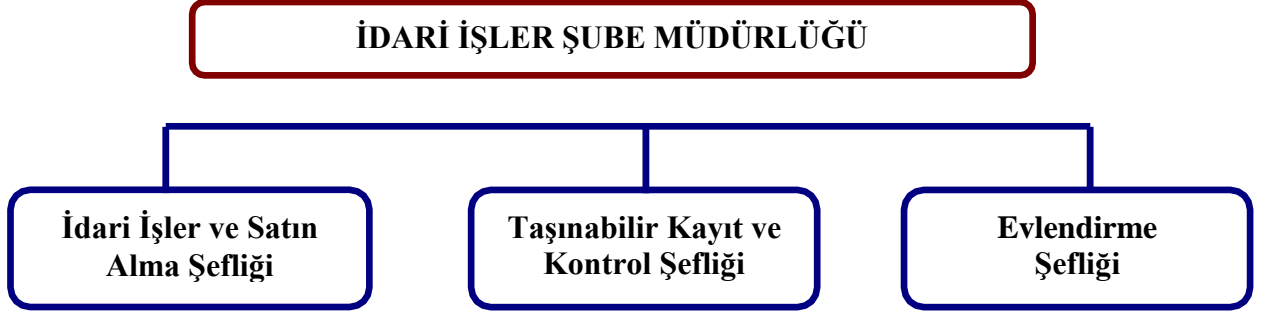 İDARİ İŞLER ŞUBE MÜDÜRLÜĞÜ
İdari İşler ve Satın
Alma Şefliği
Taşınabilir Kayıt ve
Kontrol Şefliği
Evlendirme
Şefliği